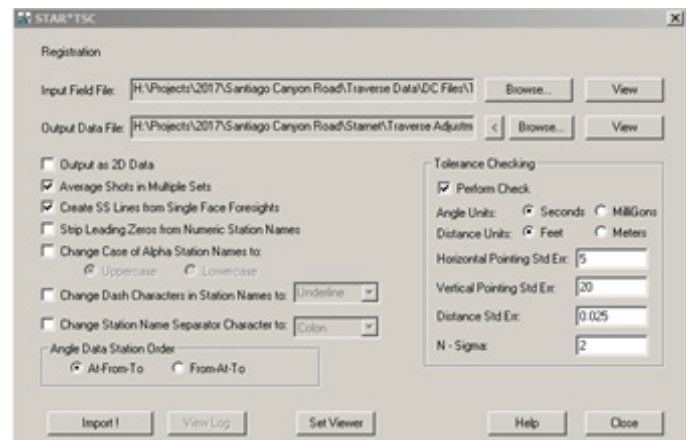 STAR*TSC
Registration
Input Field File: H:\Projects\2017\Santiago Canyon Road\Traverse Data\DC Files\1 Browse... View
Output Data File: H:\Projects\2017\Santiago Canyon Road\Starnet\Traverse Adjustm < Browse... View
Output as 2D Data
Average Shots in Multiple Sets
Create SS Lines from Single Face Foresights
Strip Leading Zeros from Numeric Station Names
Change Case of Alpha Station Names to:
Uppercase Lowercase
Change Dash Characters in Station Names to: Underline
Change Station Name Separator Character to: Colon
Angle Data Station Order
At-From-To From-At-To
Tolerance Checking
Perform Check
Angle Units: Seconds MilliGons
Distance Units: Feet Meters
Horizontal Pointing Std Err: 5
Vertical Pointing Std Err: 20
Distance Std Err: 0.025
N - Sigma: 2
Import ! View Log Set Viewer Help Close